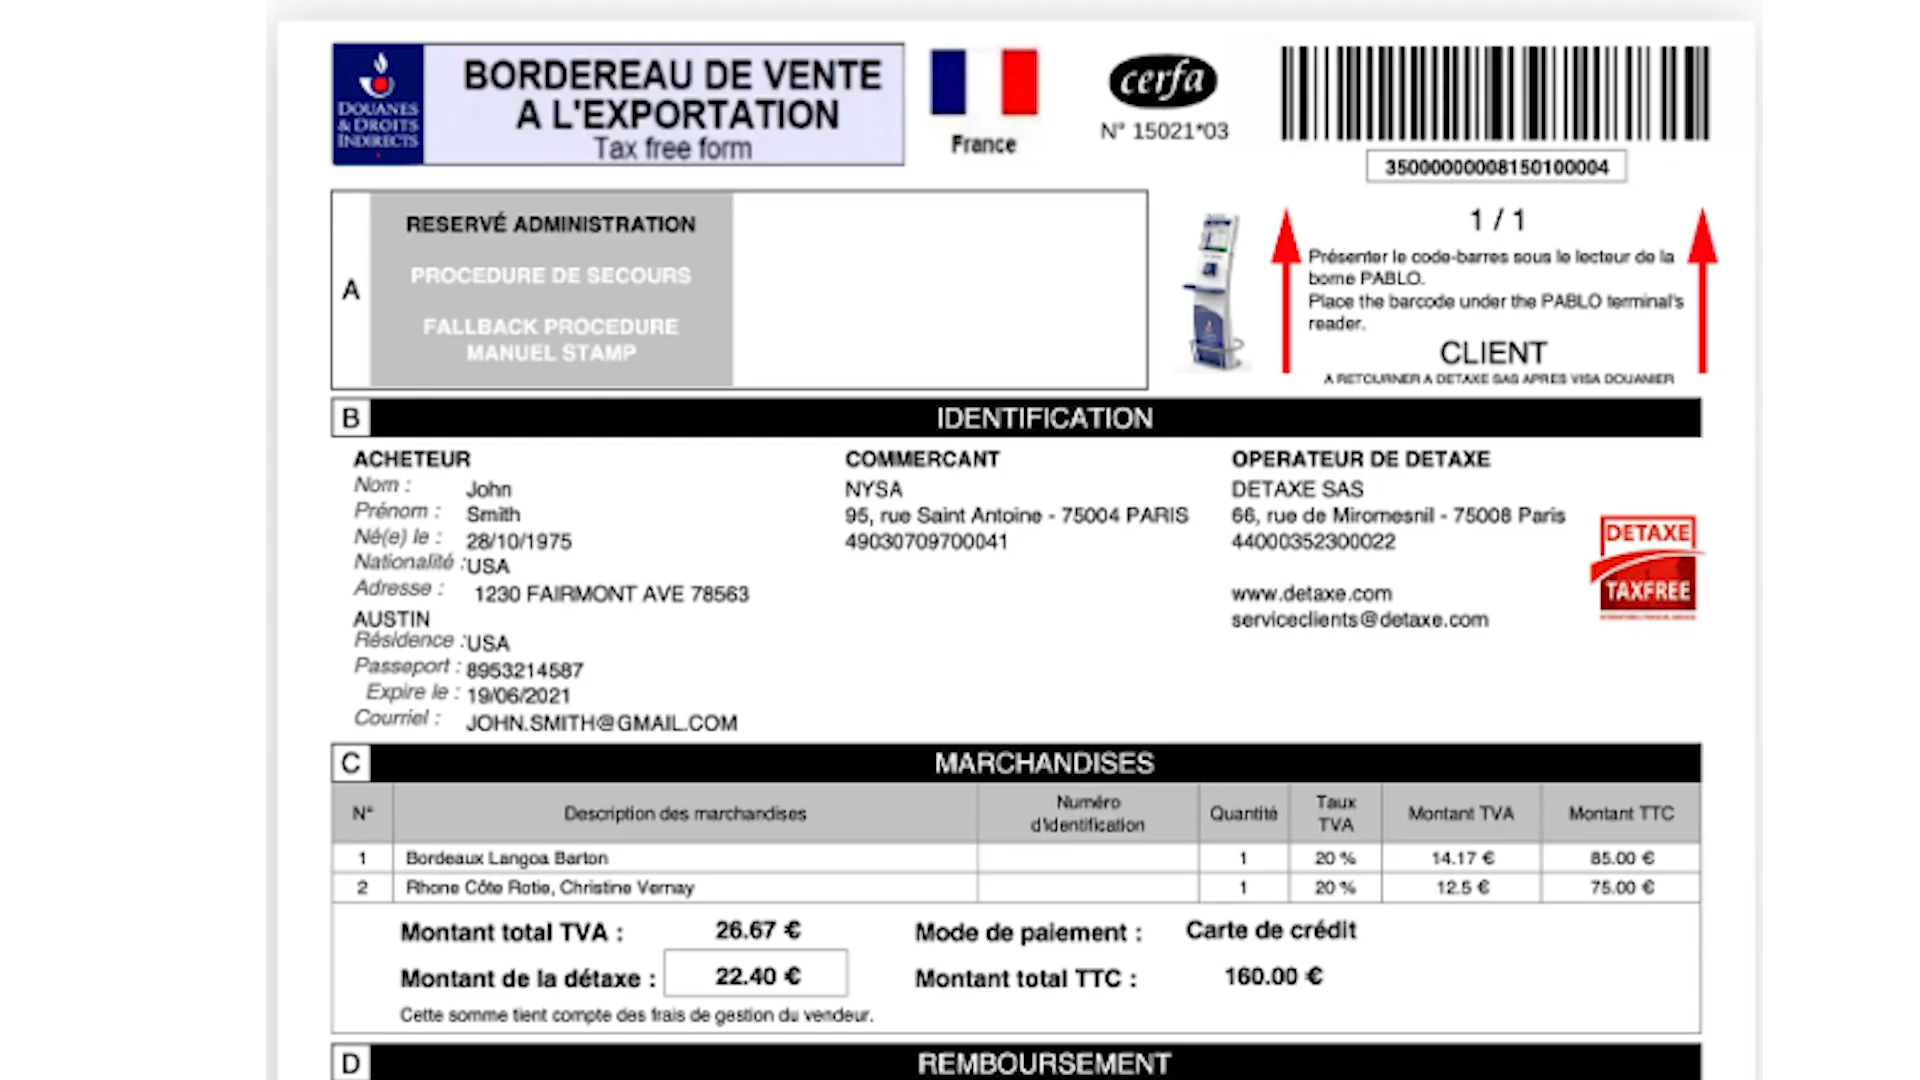 DOUANES
& DROITS
INDIRECTS
BORDEREAU DE VENTE
A L'EXPORTATION
Tax free form
France
cerfa
N° 15021*03
35000000008150100004
A
RESERVÉ ADMINISTRATION
PROCEDURE DE SECOURS
FALLBACK PROCEDURE
MANUEL STAMP
1 / 1
Présenter le code-barres sous le lecteur de la
borne PABLO.
Place the barcode under the PABLO terminal's
reader.
CLIENT
A RETOURNER A DETAXE SAS APRES VISA DOUANIER
B IDENTIFICATION
ACHETEUR
Nom : John
Prénom : Smith
Né(e) le : 28/10/1975
Nationalité : USA
Adresse : 1230 FAIRMONT AVE 78563
AUSTIN
Résidence : USA
Passeport : 8953214587
Expire le : 19/06/2021
Courriel : JOHN.SMITH@GMAIL.COM
COMMERCANT
NYSA
95, rue Saint Antoine - 75004 PARIS
49030709700041
OPERATEUR DE DETAXE
DETAXE SAS
66, rue de Miromesnil - 75008 Paris
44000352300022
www.detaxe.com
serviceclients@detaxe.com
DETAXE
TAXFREE
C MARCHANDISES
N° Description des marchandises Numéro d'identification Quantité Taux TVA Montant TVA Montant TTC
1 Bordeaux Langoa Barton 1 20 % 14.17 € 85.00 €
2 Rhone Côte Rotie, Christine Vernay 1 20 % 12.5 € 75.00 €
Montant total TVA : 26.67 € Mode de paiement : Carte de crédit
Montant de la détaxe : 22.40 € Montant total TTC : 160.00 €
Cette somme tient compte des frais de gestion du vendeur.
D REMBOURSEMENT